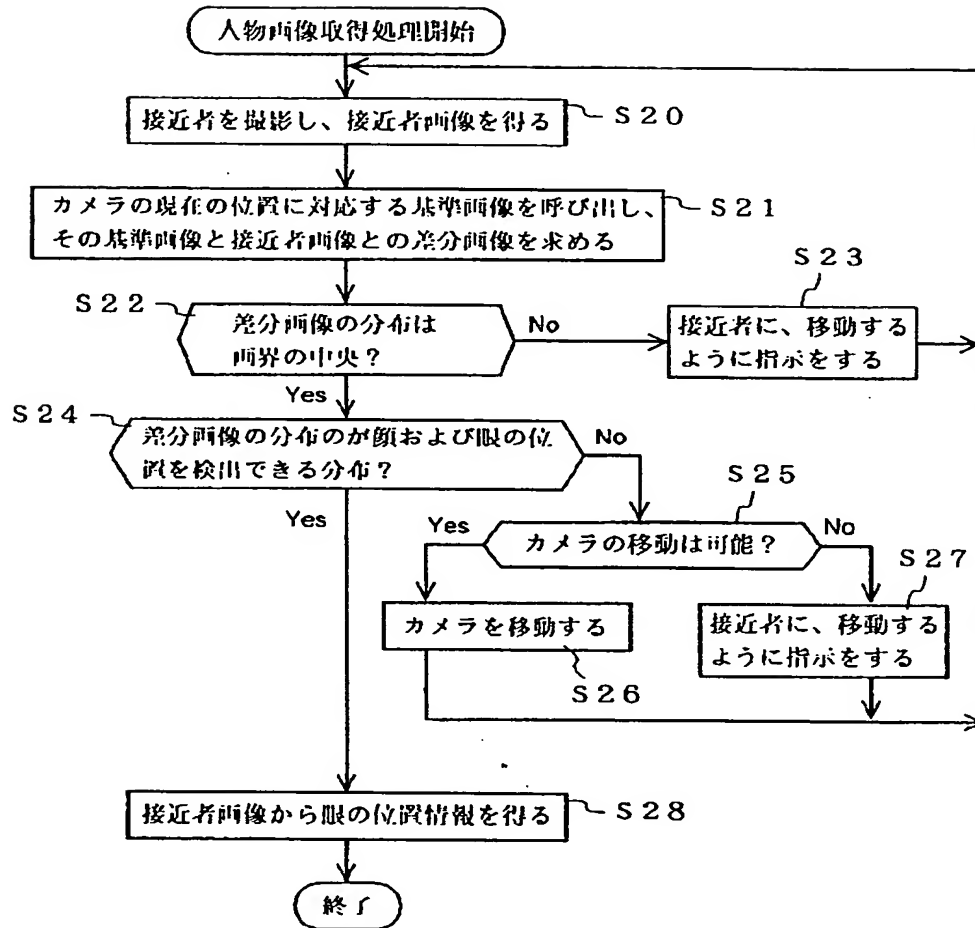 人物画像取得処理開始
接近者を撮影し、接近者画像を得る
S20
カメラの現在の位置に対応する基準画像を呼び出し、
その基準画像と接近者画像との差分画像を求める
S21
S22
差分画像の分布は
画界の中央？
No
S23
接近者に、移動する
ように指示をする
Yes
S24
差分画像の分布のが顔および眼の位
置を検出できる分布？
No
Yes
S25
カメラの移動は可能？
Yes
No
カメラを移動する
S26
S27
接近者に、移動する
ように指示をする
接近者画像から眼の位置情報を得る
S28
終了